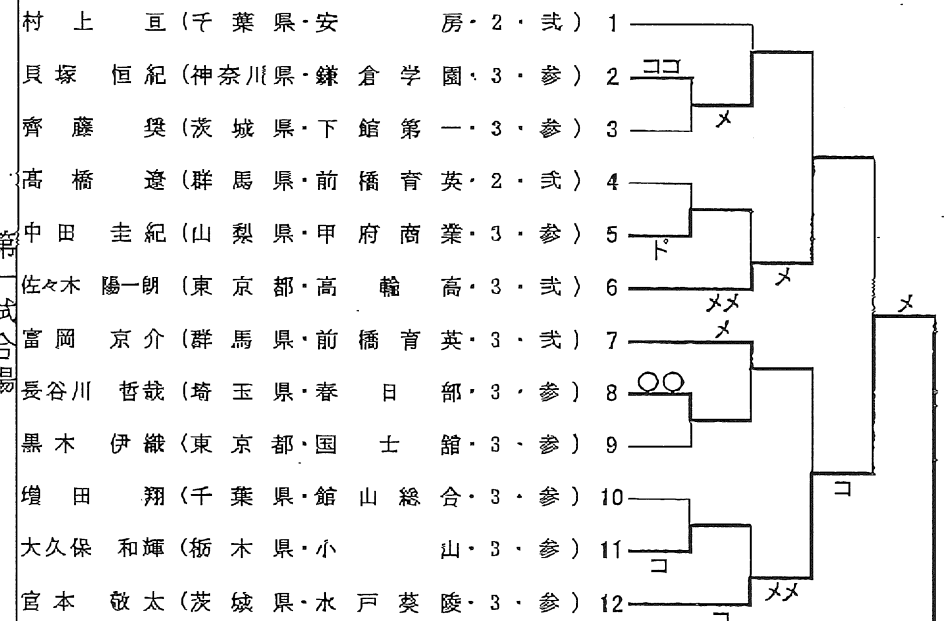 村上 亘 (千葉県・安房・2・弐) 1
貝塚 恒紀 (神奈川県・鎌倉学園・3・参) 2
ココ
齊藤 奨 (茨城県・下館第一・3・参) 3
メ
髙橋 遼 (群馬県・前橋育英・2・弐) 4
中田 圭紀 (山梨県・甲府商業・3・参) 5
ド
佐々木 陽一朗 (東京都・高輪高・3・弐) 6
メメ
メ
メ
富岡 京介 (群馬県・前橋育英・3・弐) 7
メ
長谷川 哲哉 (埼玉県・春日部・3・参) 8
○○
黒木 伊織 (東京都・国士舘・3・参) 9
増田 翔 (千葉県・館山総合・3・参) 10
コ
大久保 和輝 (栃木県・小山・3・参) 11
コ
宮本 敬太 (茨城県・水戸葵陵・3・参) 12
メメ
第一試合場